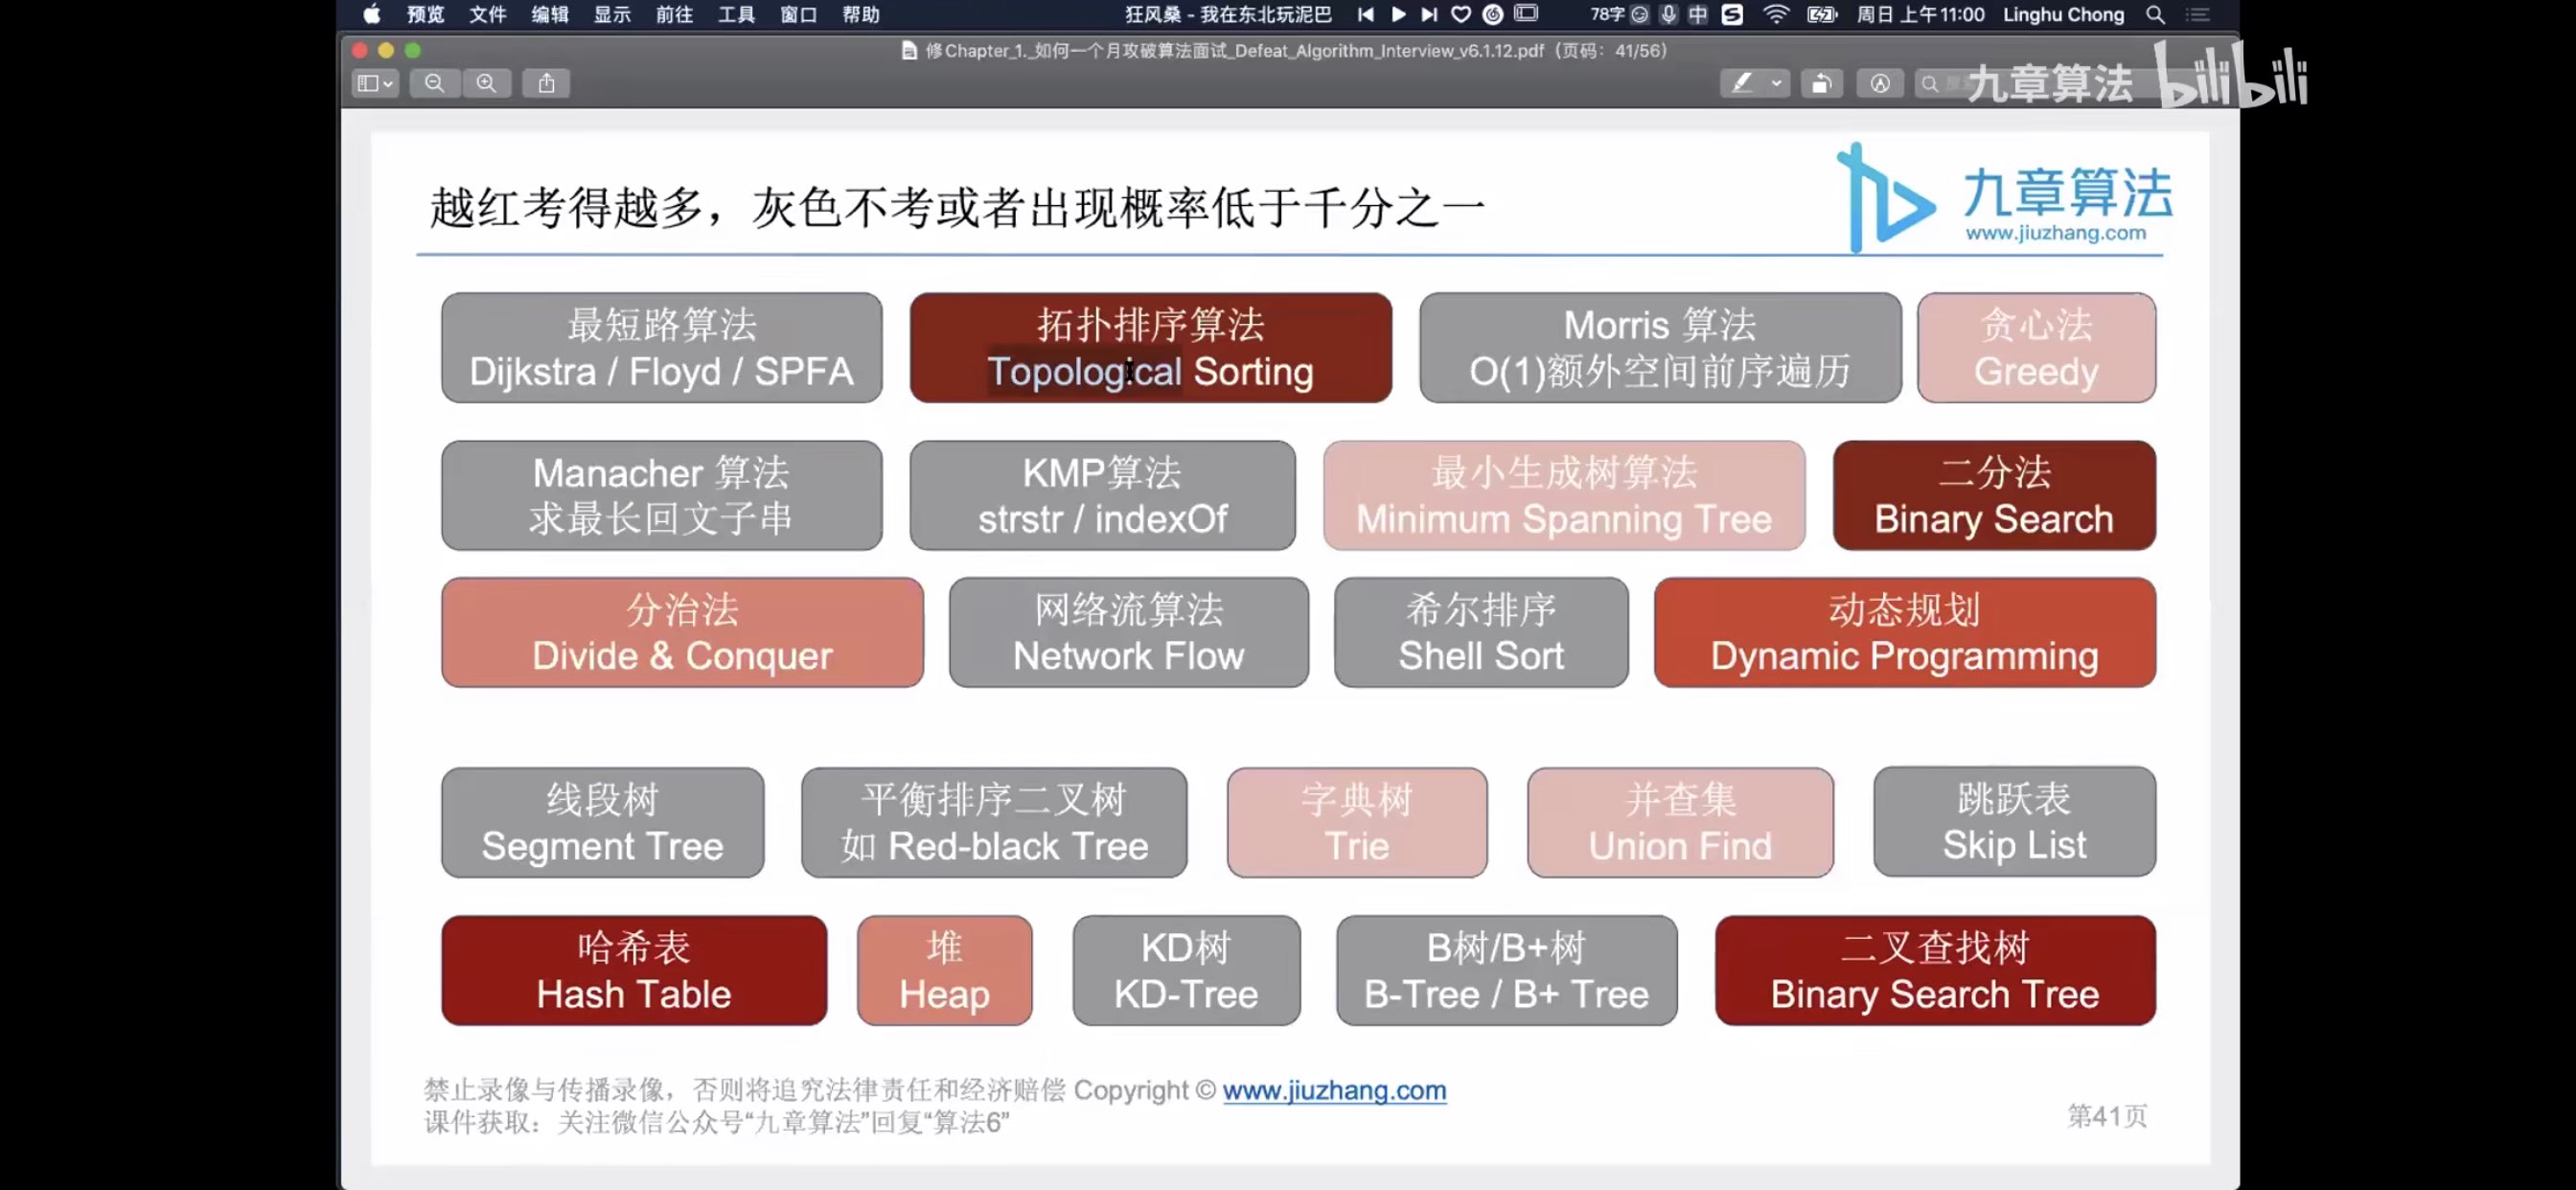 预览 文件 编辑 显示 前往 工具 窗口 帮助 狂风桑 - 我在东北玩泥巴 78字 中 S 周日 上午11:00 Linghu Chong
修Chapter_1._如何一个月攻破算法面试_Defeat_Algorithm_Interview_v6.1.12.pdf（页码：41/56）
九章算法 bilibili
越红考得越多，灰色不考或者出现概率低于千分之一
九章算法
www.jiuzhang.com
最短路算法
Dijkstra / Floyd / SPFA
拓扑排序算法
Topological Sorting
Morris 算法
O(1)额外空间前序遍历
贪心法
Greedy
Manacher 算法
求最长回文子串
KMP算法
strstr / indexOf
最小生成树算法
Minimum Spanning Tree
二分法
Binary Search
分治法
Divide & Conquer
网络流算法
Network Flow
希尔排序
Shell Sort
动态规划
Dynamic Programming
线段树
Segment Tree
平衡排序二叉树
如 Red-black Tree
字典树
Trie
并查集
Union Find
跳跃表
Skip List
哈希表
Hash Table
堆
Heap
KD树
KD-Tree
B树/B+树
B-Tree / B+ Tree
二叉查找树
Binary Search Tree
禁止录像与传播录像，否则将追究法律责任和经济赔偿 Copyright © www.jiuzhang.com
课件获取：关注微信公众号“九章算法”回复“算法6”
第41页